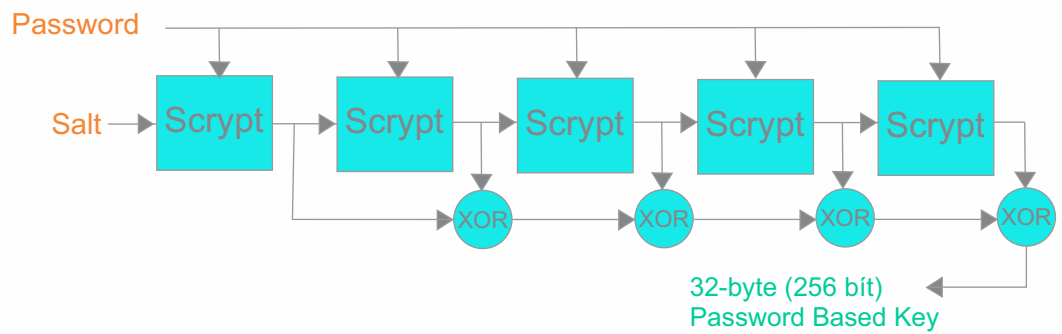 Password
Salt
Scrypt
Scrypt
Scrypt
Scrypt
Scrypt
XOR
XOR
XOR
XOR
32-byte (256 bít)
Password Based Key